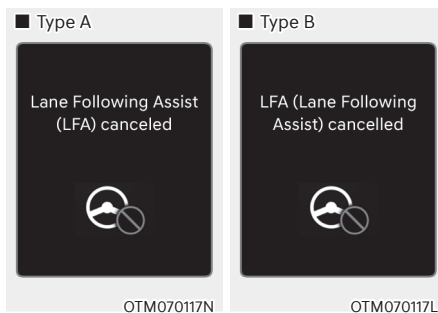 ■ Type A
Lane Following Assist
(LFA) canceled
OTM070117N
■ Type B
LFA (Lane Following
Assist) cancelled
OTM070117L